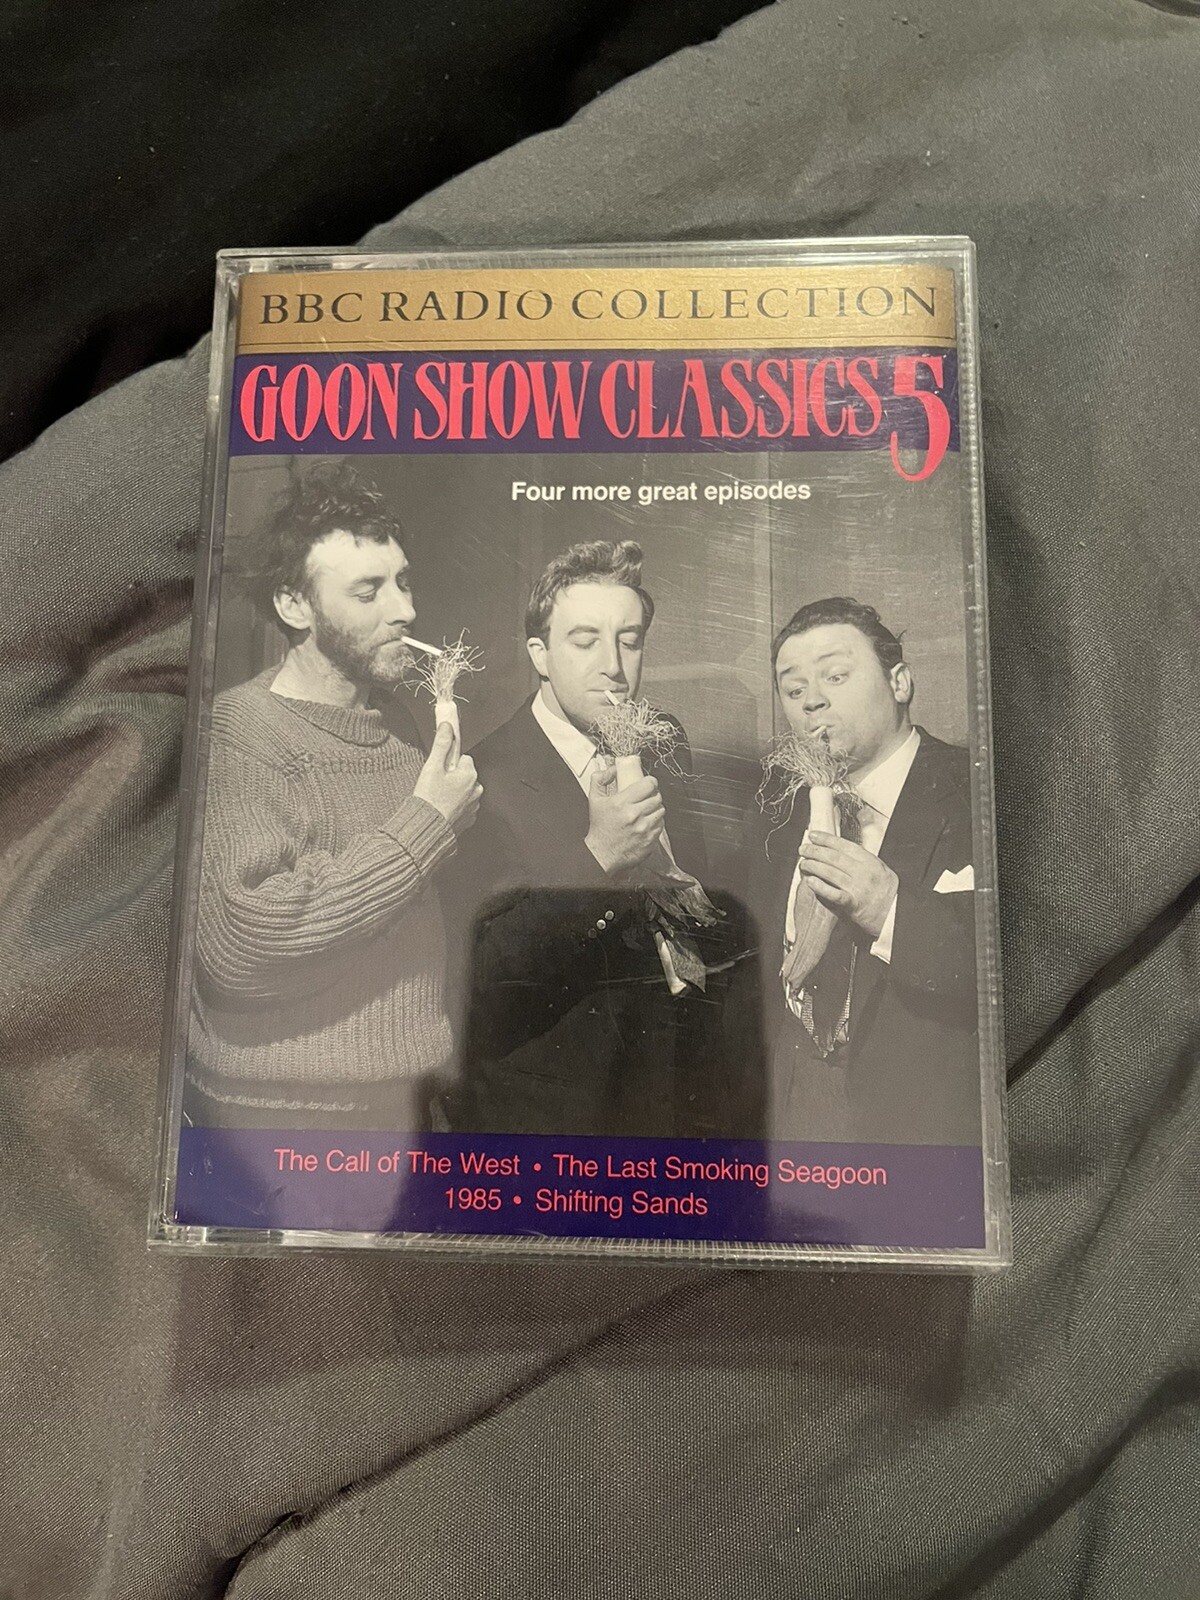 BBC RADIO COLLECTION
GOON SHOW CLASSICS 5
Four more great episodes
The Call of The West • The Last Smoking Seagoon
1985 • Shifting Sands